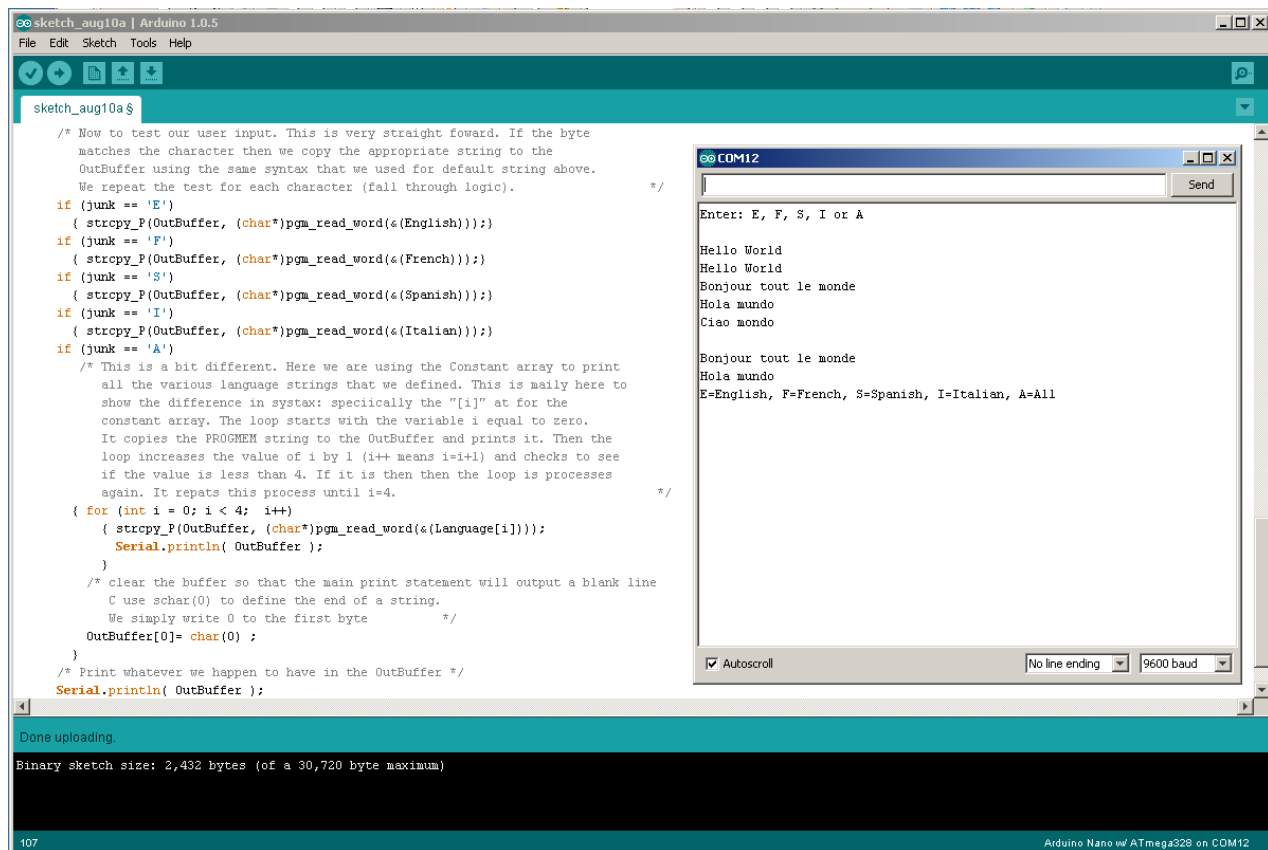 sketch_aug10a | Arduino 1.0.5
File Edit Sketch Tools Help
sketch_aug10a §
/* Now to test our user input. This is very straight foward. If the byte
matches the character then we copy the appropriate string to the
OutBuffer using the same syntax that we used for default string above.
We repeat the test for each character (fall through logic). */
if (junk == 'E')
{ strcpy_P(OutBuffer, (char*)pgm_read_word(&(English)));}
if (junk == 'F')
{ strcpy_P(OutBuffer, (char*)pgm_read_word(&(French)));}
if (junk == 'S')
{ strcpy_P(OutBuffer, (char*)pgm_read_word(&(Spanish)));}
if (junk == 'I')
{ strcpy_P(OutBuffer, (char*)pgm_read_word(&(Italian)));}
if (junk == 'A')
/* This is a bit different. Here we are using the Constant array to print
all the various language strings that we defined. This is maily here to
show the difference in systax: speciically the "[i]" at for the
constant array. The loop starts with the variable i equal to zero.
It copies the PROGMEM string to the OutBuffer and prints it. Then the
loop increases the value of i by 1 (i++ means i=i+1) and checks to see
if the value is less than 4. If it is then then the loop is processes
again. It repats this process until i=4. */
{ for (int i = 0; i < 4; i++)
{ strcpy_P(OutBuffer, (char*)pgm_read_word(&(Language[i])));
Serial.println( OutBuffer );
}
/* clear the buffer so that the main print statement will output a blank line
C use schar(0) to define the end of a string.
We simply write 0 to the first byte */
OutBuffer[0]= char(0) ;
}
/* Print whatever we happen to have in the OutBuffer */
Serial.println( OutBuffer );
COM12
Send
Enter: E, F, S, I or A
Hello World
Hello World
Bonjour tout le monde
Hola mundo
Ciao mondo
Bonjour tout le monde
Hola mundo
E=English, F=French, S=Spanish, I=Italian, A=All
Autoscroll
No line ending
9600 baud
Done uploading.
Binary sketch size: 2,432 bytes (of a 30,720 byte maximum)
107
Arduino Nano w/ ATmega328 on COM12